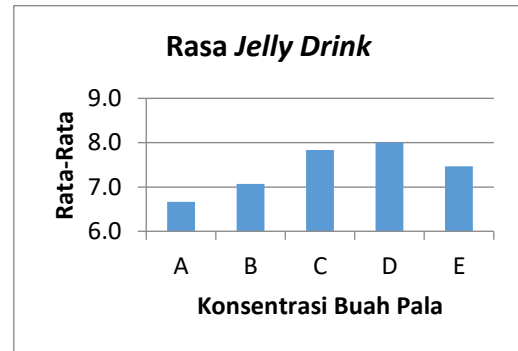 Rasa Jelly Drink
9.0
8.0
7.0
6.0
Rata-Rata
A B C D E
Konsentrasi Buah Pala